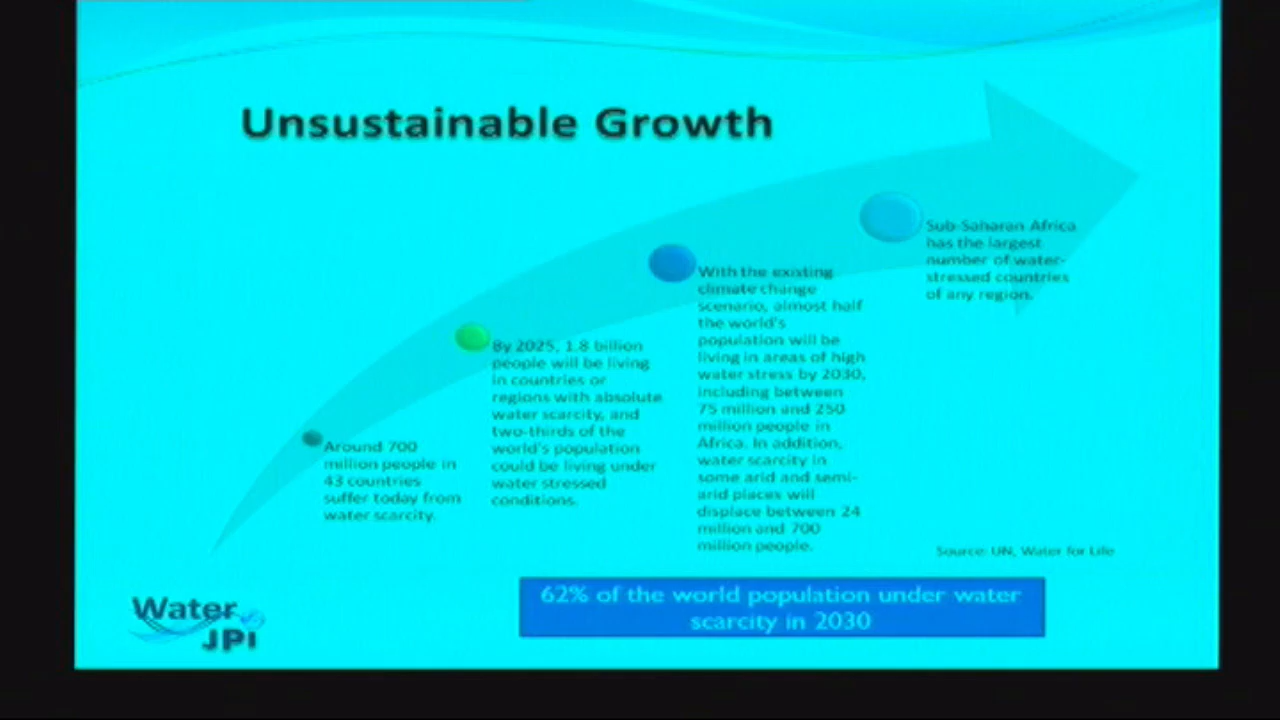 Unsustainable Growth
Around 700
million people in
43 countries
suffer today from
water scarcity.
By 2025, 1.8 billion
people will be living
in countries or
regions with absolute
water scarcity, and
two-thirds of the
world's population
could be living under
water stressed
conditions.
With the existing
climate change
scenario, almost half
the world's
population will be
living in areas of high
water stress by 2030,
including between
75 million and 250
million people in
Africa. In addition,
water scarcity in
some arid and semi-
arid places will
displace between 24
million and 700
million people.
Sub-Saharan Africa
has the largest
number of water-
stressed countries
of any region.
Source: UN, Water for Life
62% of the world population under water
scarcity in 2030
Water
JPI